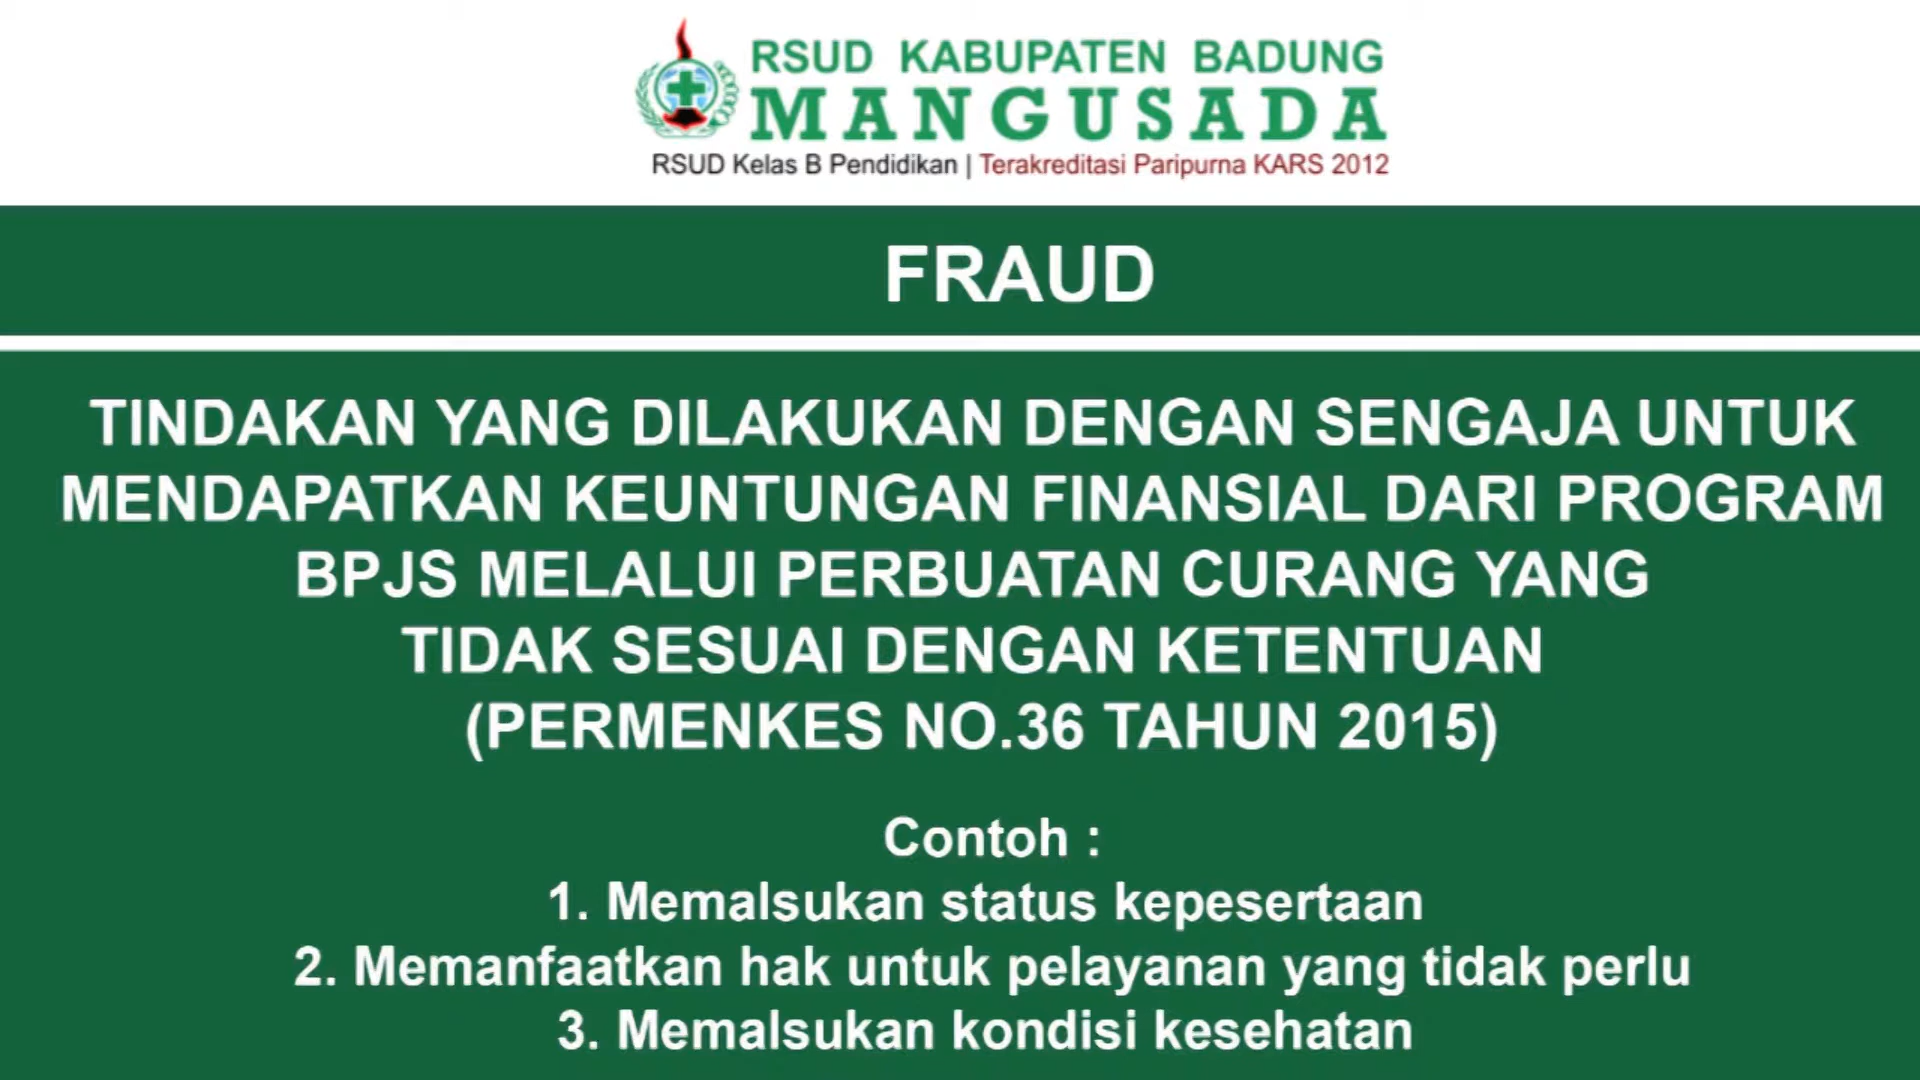 RSUD KABUPATEN BADUNG
MANGUSADA
RSUD Kelas B Pendidikan | Terakreditasi Paripurna KARS 2012
FRAUD
TINDAKAN YANG DILAKUKAN DENGAN SENGAJA UNTUK
MENDAPATKAN KEUNTUNGAN FINANSIAL DARI PROGRAM
BPJS MELALUI PERBUATAN CURANG YANG
TIDAK SESUAI DENGAN KETENTUAN
(PERMENKES NO.36 TAHUN 2015)
Contoh :
1. Memalsukan status kepesertaan
2. Memanfaatkan hak untuk pelayanan yang tidak perlu
3. Memalsukan kondisi kesehatan